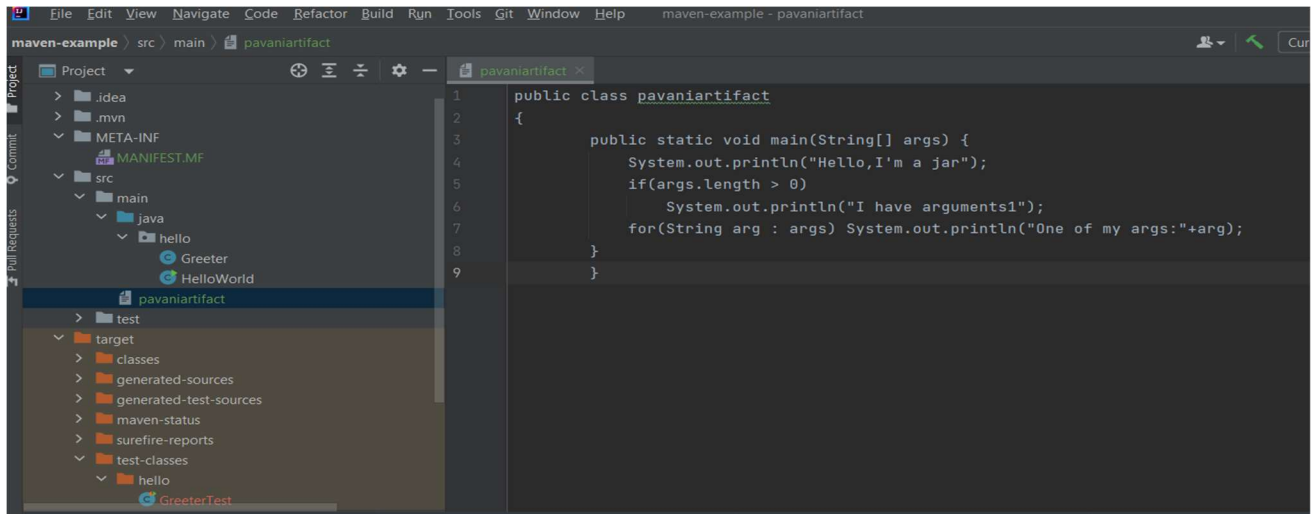 File Edit View Navigate Code Refactor Build Run Tools Git Window Help maven-example - pavaniartifact
maven-example src main pavaniartifact Cur
Project
Project
Commit
Pull Requests
.idea
.mvn
META-INF
MANIFEST.MF
src
main
java
hello
Greeter
HelloWorld
pavaniartifact
test
target
classes
generated-sources
generated-test-sources
maven-status
surefire-reports
test-classes
hello
GreeterTest
pavaniartifact
1 public class pavaniartifact
2 {
3 public static void main(String[] args) {
4 System.out.println("Hello,I'm a jar");
5 if(args.length > 0)
6 System.out.println("I have arguments1");
7 for(String arg : args) System.out.println("One of my args:"+arg);
8 }
9 }